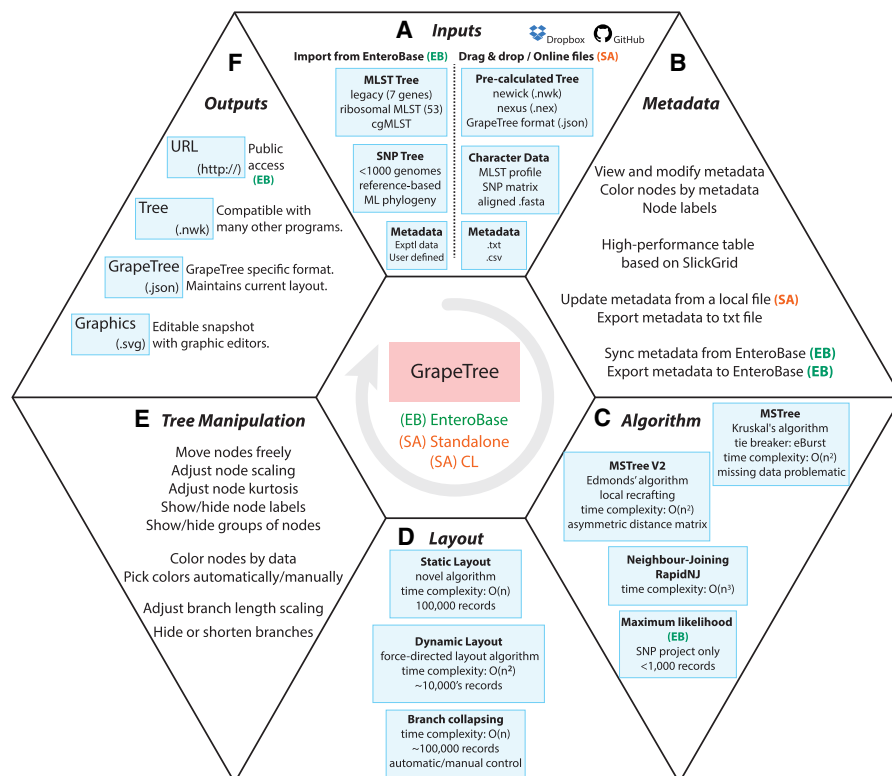 A Inputs
Dropbox
GitHub
Import from EnteroBase (EB)
Drag & drop / Online files (SA)
MLST Tree
legacy (7 genes)
ribosomal MLST (53)
cgMLST
Pre-calculated Tree
newick (.nwk)
nexus (.nex)
GrapeTree format (.json)
SNP Tree
<1000 genomes
reference-based
ML phylogeny
Character Data
MLST profile
SNP matrix
aligned .fasta
Metadata
Exptl data
User defined
Metadata
.txt
.csv
B
Metadata
View and modify metadata
Color nodes by metadata
Node labels
High-performance table
based on SlickGrid
Update metadata from a local file (SA)
Export metadata to txt file
Sync metadata from EnteroBase (EB)
Export metadata to EnteroBase (EB)
C Algorithm
MSTree
Kruskal's algorithm
tie breaker: eBurst
time complexity: O(n²)
missing data problematic
MSTree V2
Edmonds' algorithm
local recrafting
time complexity: O(n²)
asymmetric distance matrix
Neighbour-Joining
RapidNJ
time complexity: O(n³)
Maximum likelihood
(EB)
SNP project only
<1,000 records
D Layout
Static Layout
novel algorithm
time complexity: O(n)
100,000 records
Dynamic Layout
force-directed layout algorithm
time complexity: O(n²)
~10,000's records
Branch collapsing
time complexity: O(n)
~100,000 records
automatic/manual control
E Tree Manipulation
Move nodes freely
Adjust node scaling
Adjust node kurtosis
Show/hide node labels
Show/hide groups of nodes
Color nodes by data
Pick colors automatically/manually
Adjust branch length scaling
Hide or shorten branches
F
Outputs
URL
(http://)
Public
access
(EB)
Tree
(.nwk)
Compatible with
many other programs.
GrapeTree
(.json)
GrapeTree specific format.
Maintains current layout.
Graphics
(.svg)
Editable snapshot
with graphic editors.
GrapeTree
(EB) EnteroBase
(SA) Standalone
(SA) CL